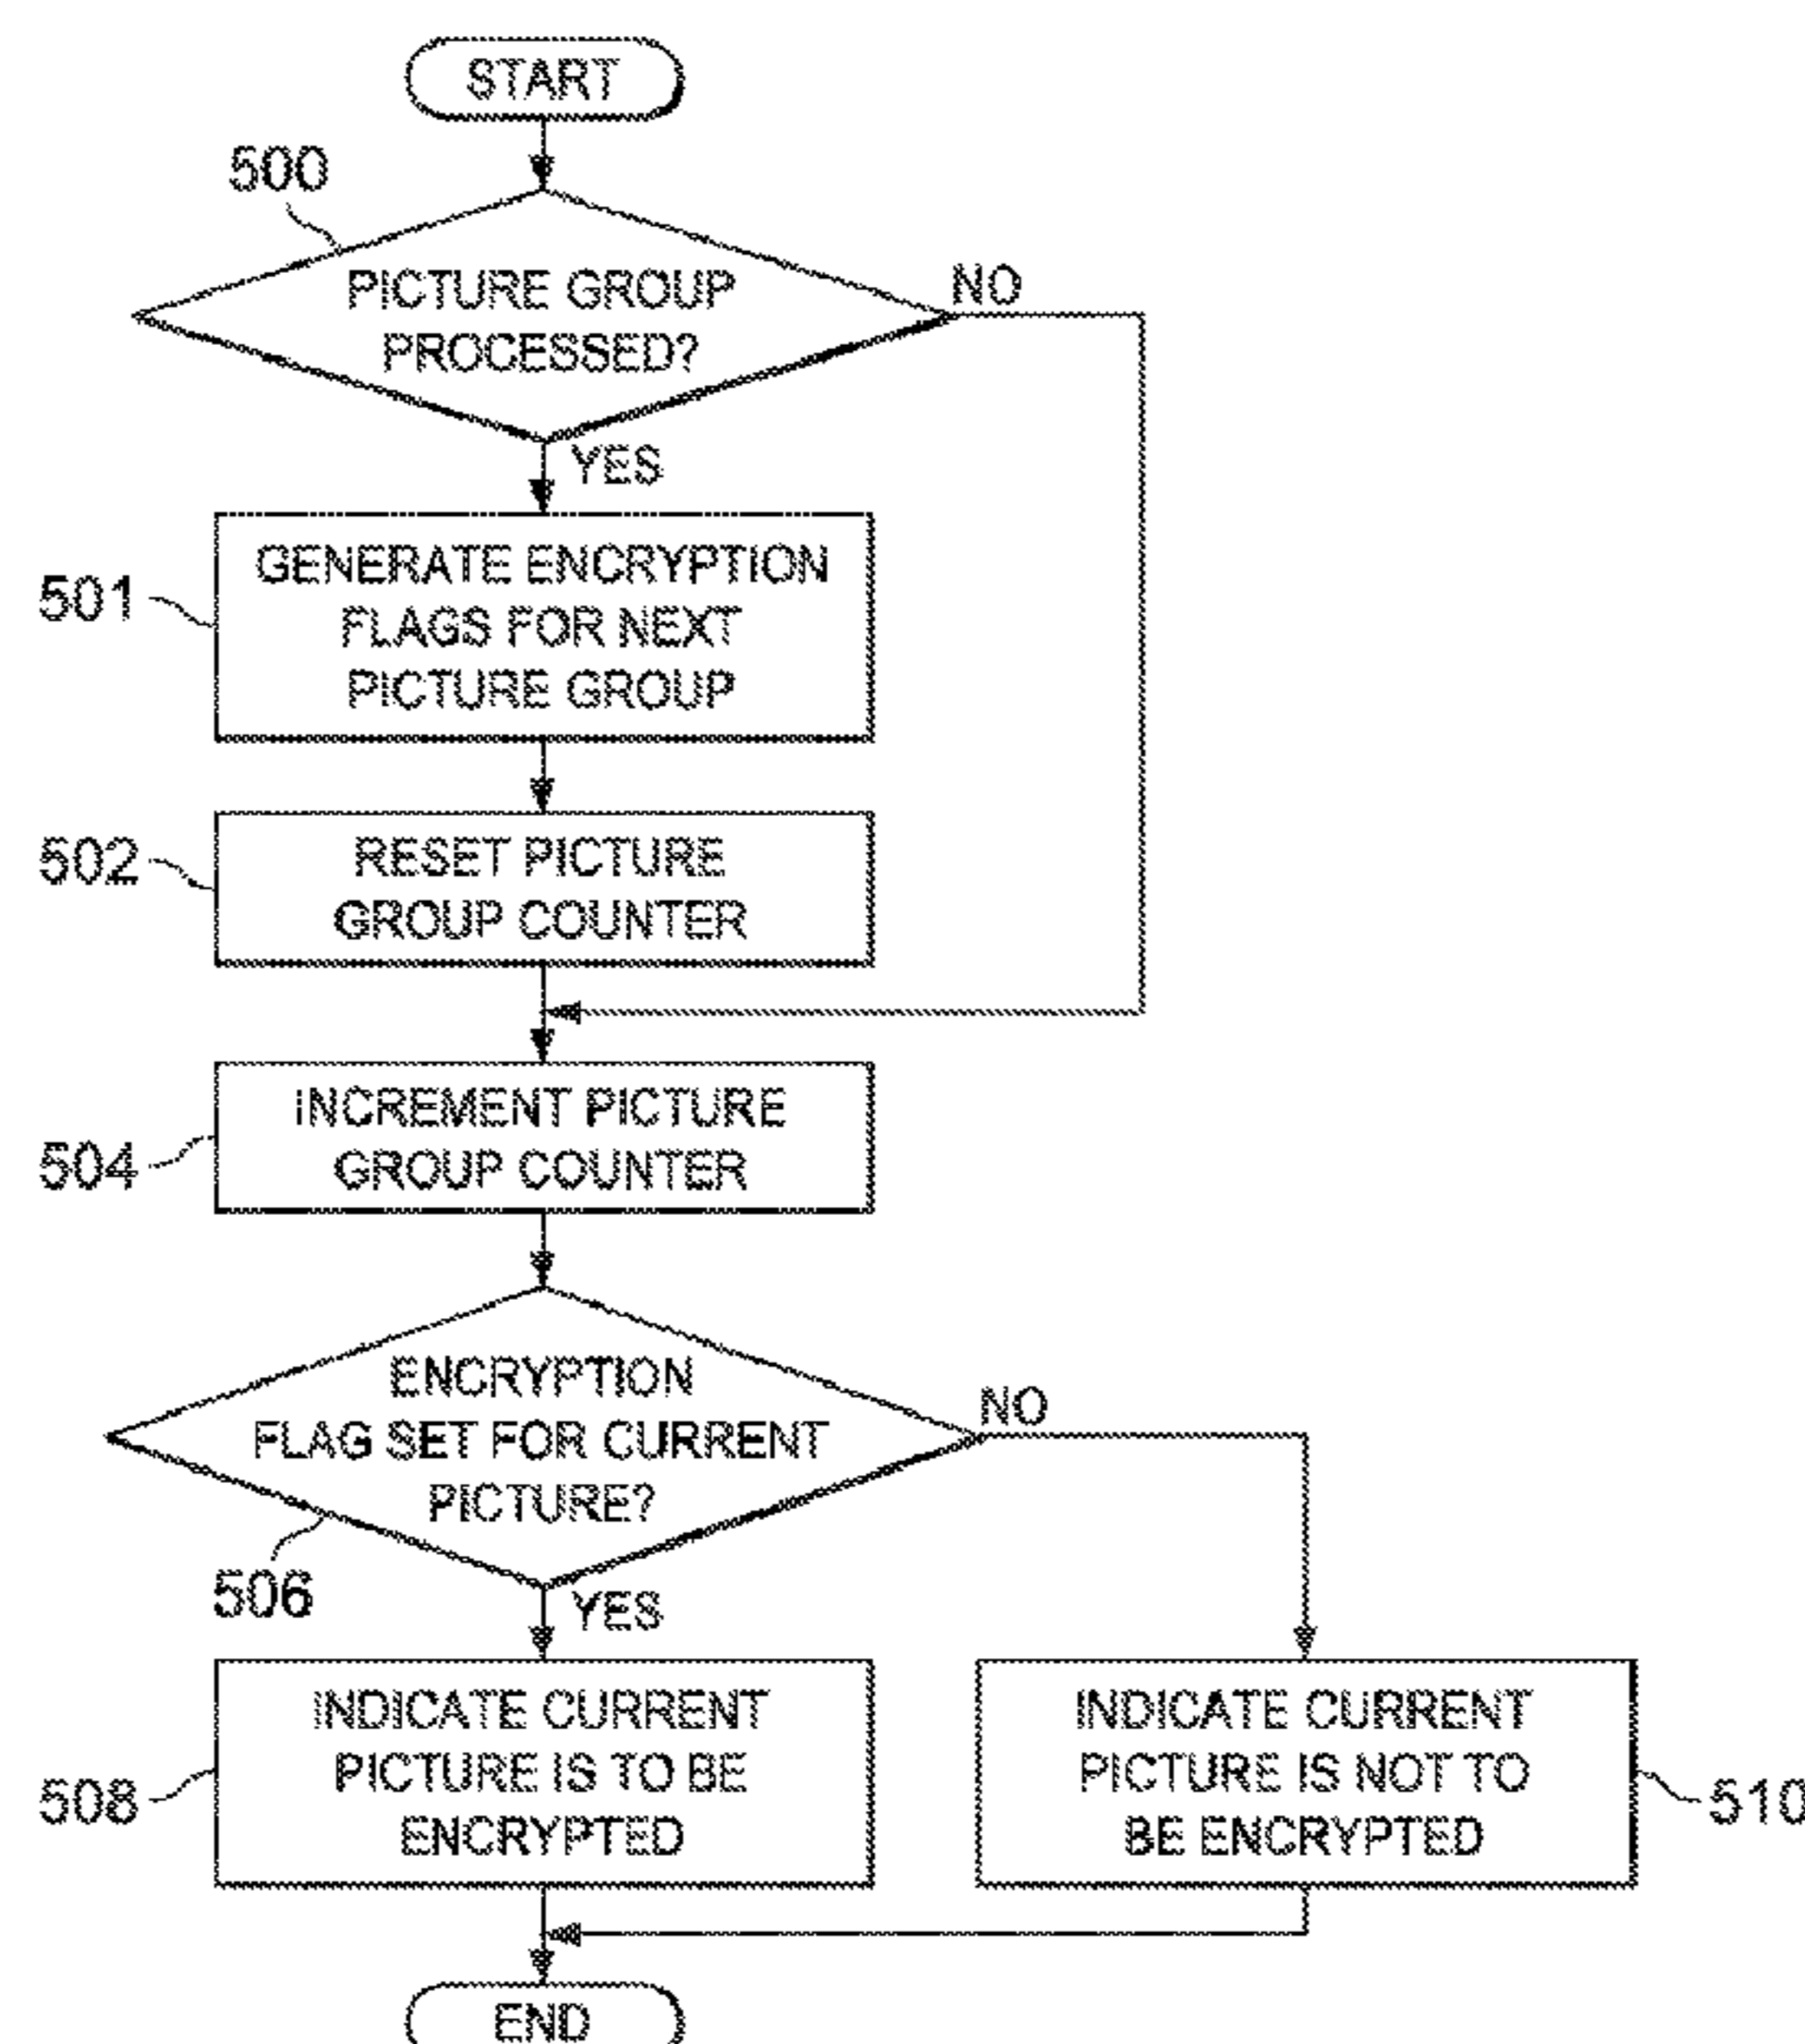 START
500
PICTURE GROUP
PROCESSED?
NO
YES
501
GENERATE ENCRYPTION
FLAGS FOR NEXT
PICTURE GROUP
502
RESET PICTURE
GROUP COUNTER
504
INCREMENT PICTURE
GROUP COUNTER
ENCRYPTION
FLAG SET FOR CURRENT
PICTURE?
NO
506
YES
508
INDICATE CURRENT
PICTURE IS TO BE
ENCRYPTED
INDICATE CURRENT
PICTURE IS NOT TO
BE ENCRYPTED
510
END